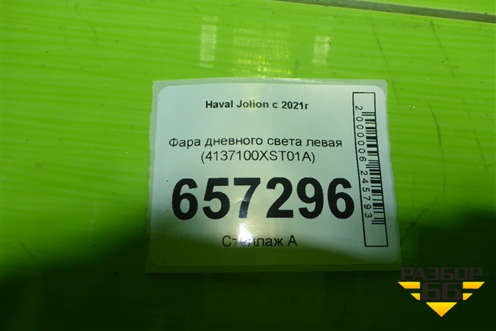 Haval Jolion с 2021г
Фара дневного света левая
(4137100XST01A)
657296
Стеллаж А
2000006245793
РАЗБОР
66